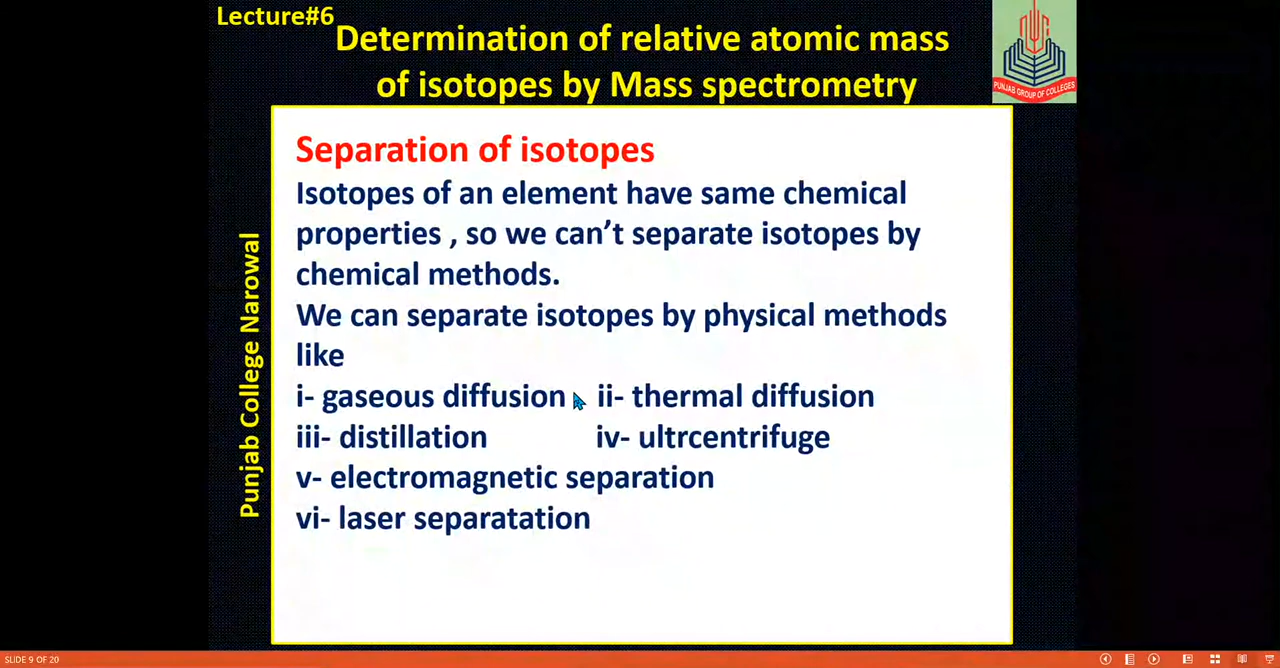 Lecture#6
Determination of relative atomic mass
of isotopes by Mass spectrometry
PUNJAB GROUP OF COLLEGES
Punjab College Narowal
Separation of isotopes
Isotopes of an element have same chemical
properties , so we can’t separate isotopes by
chemical methods.
We can separate isotopes by physical methods
like
i- gaseous diffusion ii- thermal diffusion
iii- distillation iv- ultrcentrifuge
v- electromagnetic separation
vi- laser separatation
SLIDE 9 OF 20